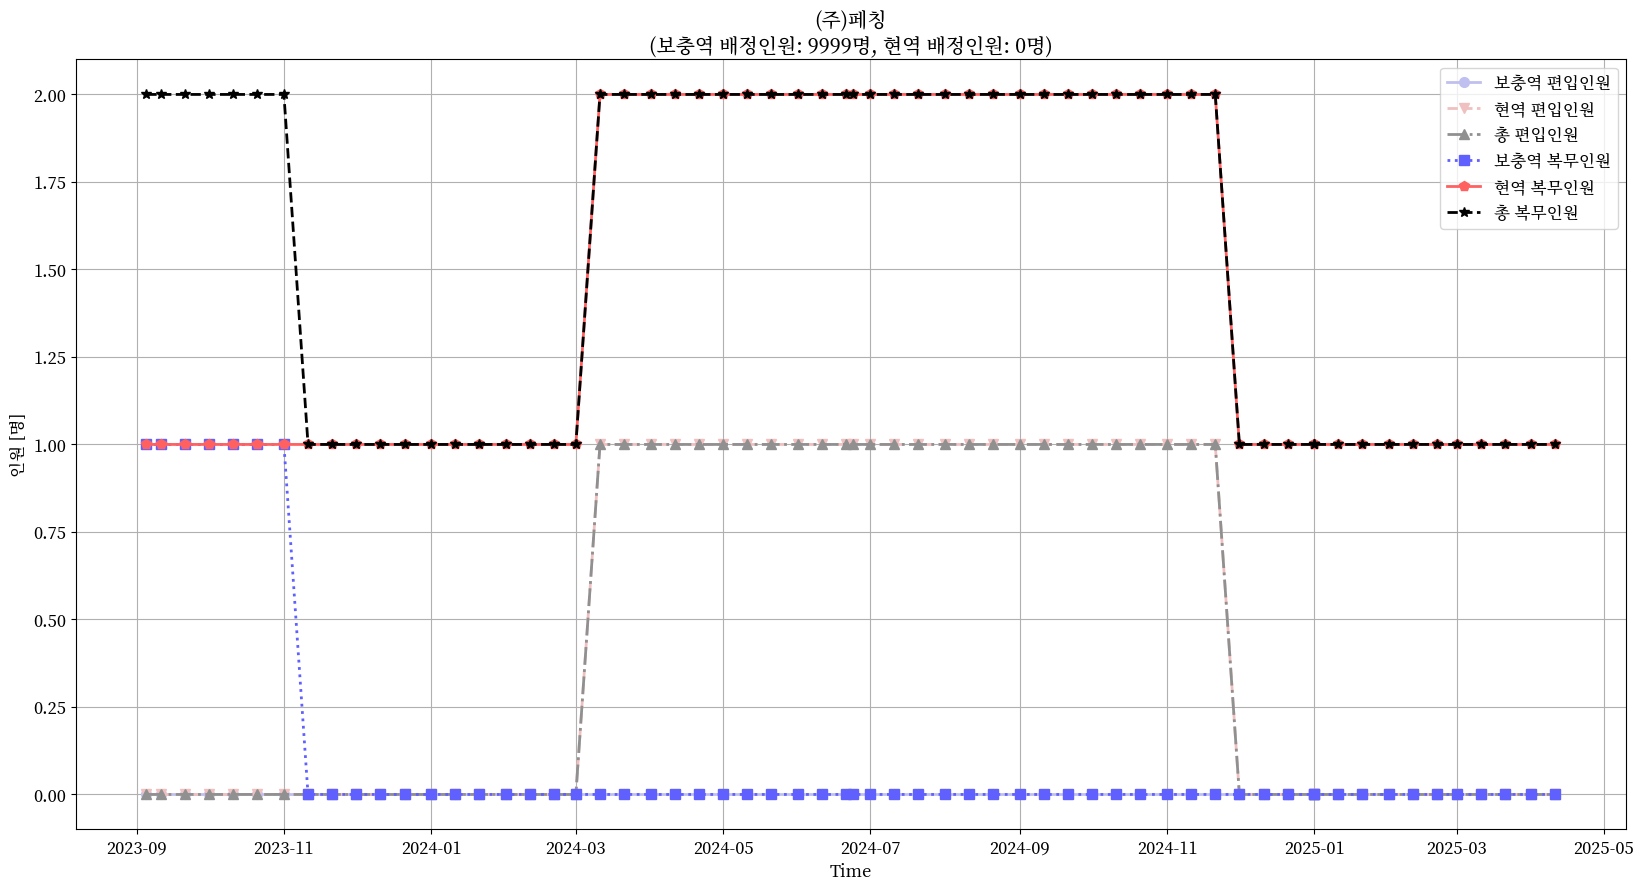 (주)페칭
(보충역 배정인원: 9999명, 현역 배정인원: 0명)
보충역 편입인원
현역 편입인원
총 편입인원
보충역 복무인원
현역 복무인원
총 복무인원
2.00
1.75
1.50
1.25
1.00
0.75
0.50
0.25
0.00
인원 [명]
2023-09 2023-11 2024-01 2024-03 2024-05 2024-07 2024-09 2024-11 2025-01 2025-03 2025-05
Time